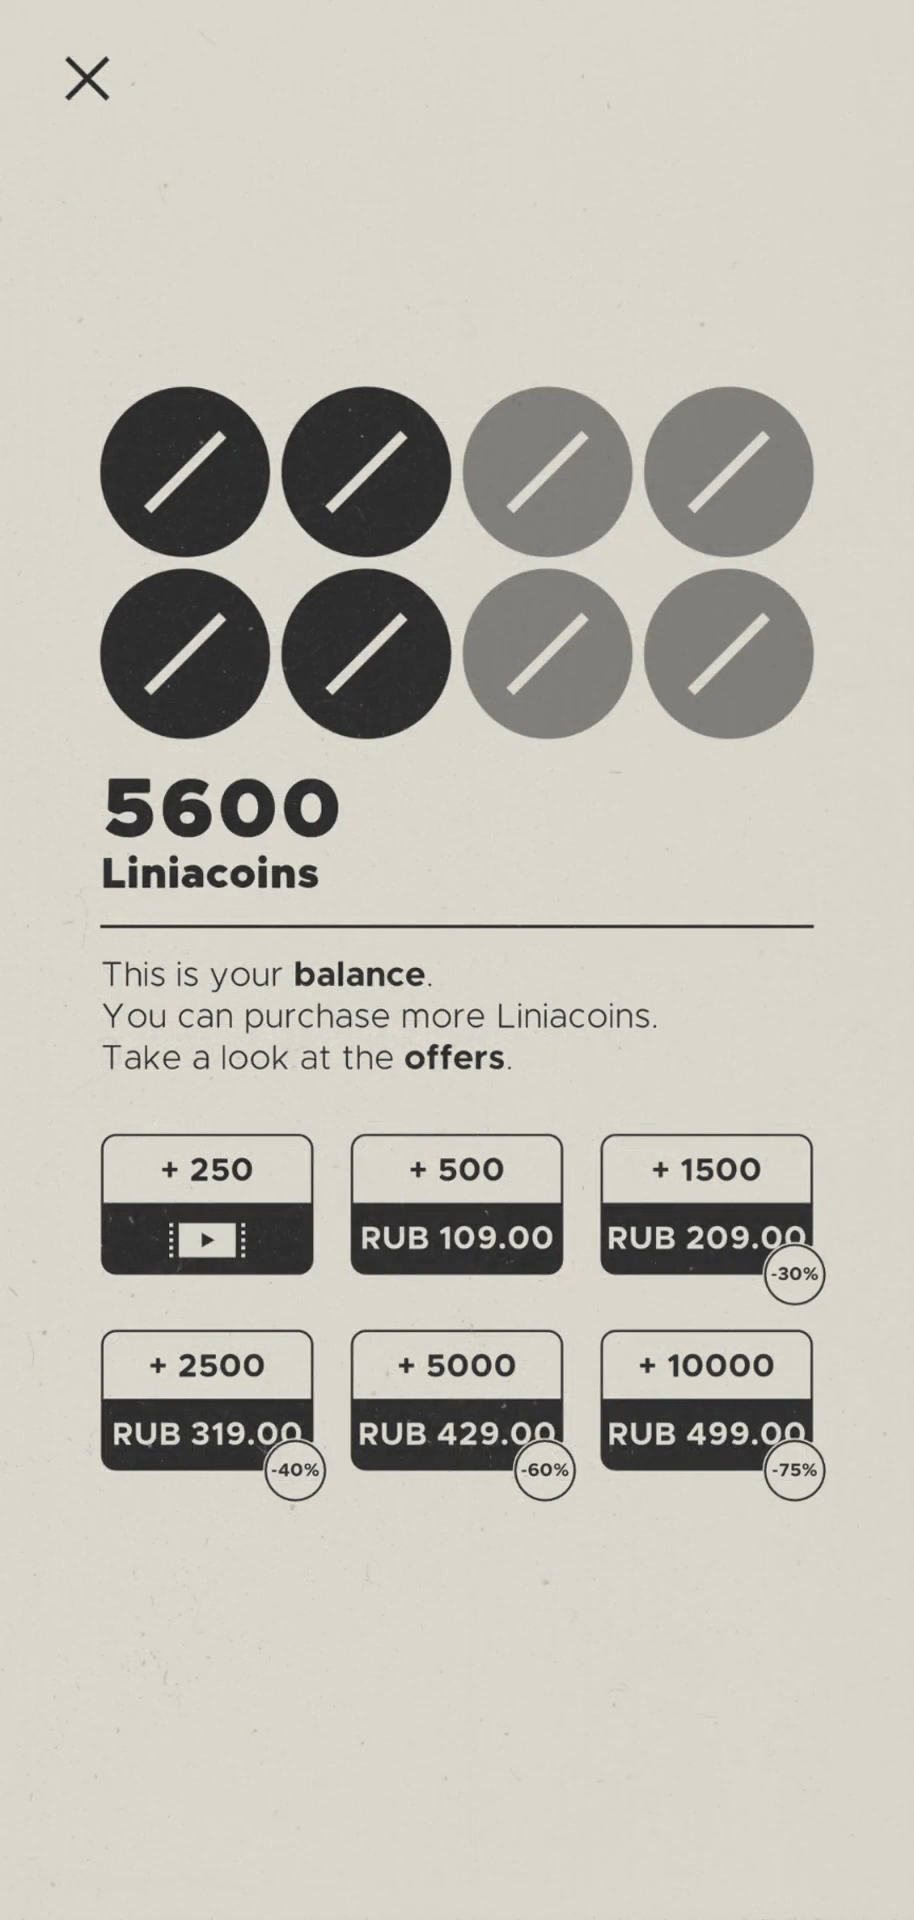 5600
Liniacoins
This is your balance.
You can purchase more Liniacoins.
Take a look at the offers.
+ 250
+ 500
+ 1500
RUB 109.00
RUB 209.00
-30%
+ 2500
+ 5000
+ 10000
RUB 319.00
RUB 429.00
RUB 499.00
-40%
-60%
-75%